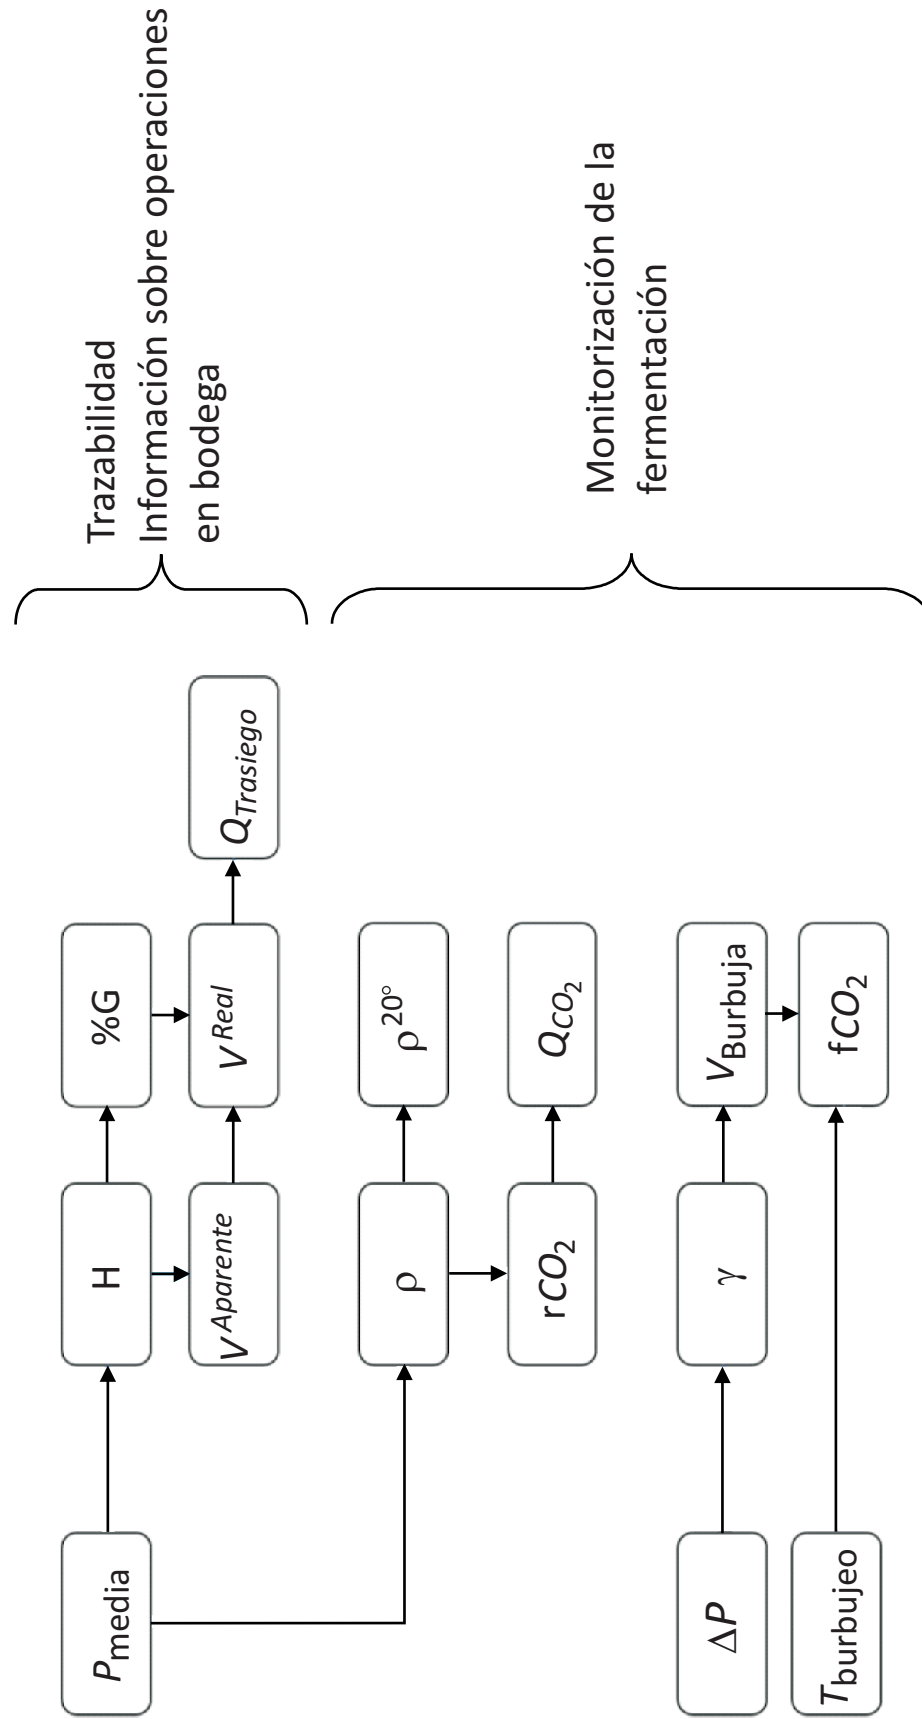 P_media
H
%G
V^Aparente
V^Real
Q_Trasiego
ρ
ρ^20°
rCO₂
Q_CO₂
ΔP
γ
V_Burbuja
T_burbujeo
fCO₂
Trazabilidad
Información sobre operaciones
en bodega
Monitorización de la
fermentación